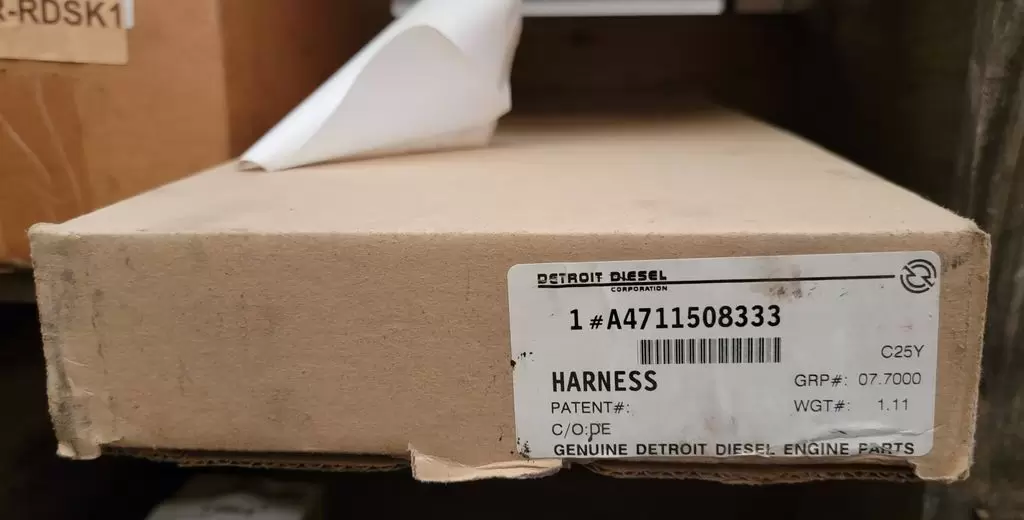 -RDSK1
DETROIT DIESEL
CORPORATION
1 #A4711508333
C25Y
HARNESS
GRP#: 07.7000
PATENT#:
WGT#: 1.11
C/O:DE
GENUINE DETROIT DIESEL ENGINE PARTS